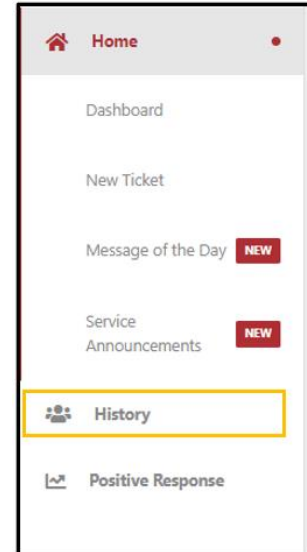 Home
Dashboard
New Ticket
Message of the Day NEW
Service
Announcements NEW
History
Positive Response